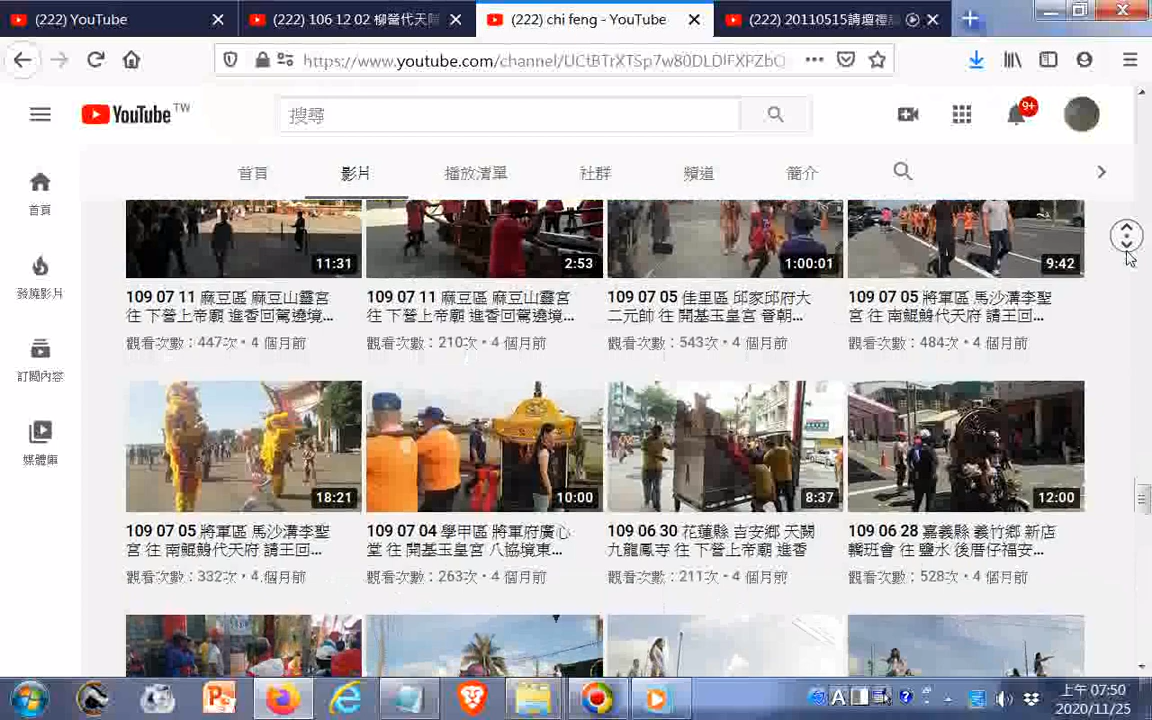 (222) YouTube
(222) 106 12 02 柳營代天
(222) chi feng - YouTube
(222) 20110515請壇
https://www.youtube.com/channel/
YouTube TW
搜尋
9+
首頁 影片 播放清單 社群 頻道 簡介
首頁
發燒影片
訂閱內容
媒體庫
11:31
2:53
1:00:01
9:42
109 07 11 麻豆區 麻豆山靈宮
往 下營上帝廟 進香回駕遶境...
觀看次數：447次・4 個月前
109 07 11 麻豆區 麻豆山靈宮
往 下營上帝廟 進香回駕遶境...
觀看次數：210次・4 個月前
109 07 05 佳里區 邱家邱府大
二元帥 往 開基玉皇宮 晉朝...
觀看次數：543次・4 個月前
109 07 05 將軍區 馬沙溝李聖
宮 往 南鯤鯓代天府 請王回...
觀看次數：484次・4 個月前
18:21
10:00
8:37
12:00
109 07 05 將軍區 馬沙溝李聖
宮 往 南鯤鯓代天府 請王回...
觀看次數：332次・4 個月前
109 07 04 學甲區 將軍府廣心
堂 往 開基玉皇宮 八協境東...
觀看次數：263次・4 個月前
109 06 30 花蓮縣 吉安鄉 天闕
九龍鳳寺 往 下營上帝廟 進香
觀看次數：211次・4 個月前
109 06 28 嘉義縣 義竹鄉 新店
轎班會 往 鹽水 後厝仔福安...
觀看次數：528次・4 個月前
上午 07:50
2020/11/25